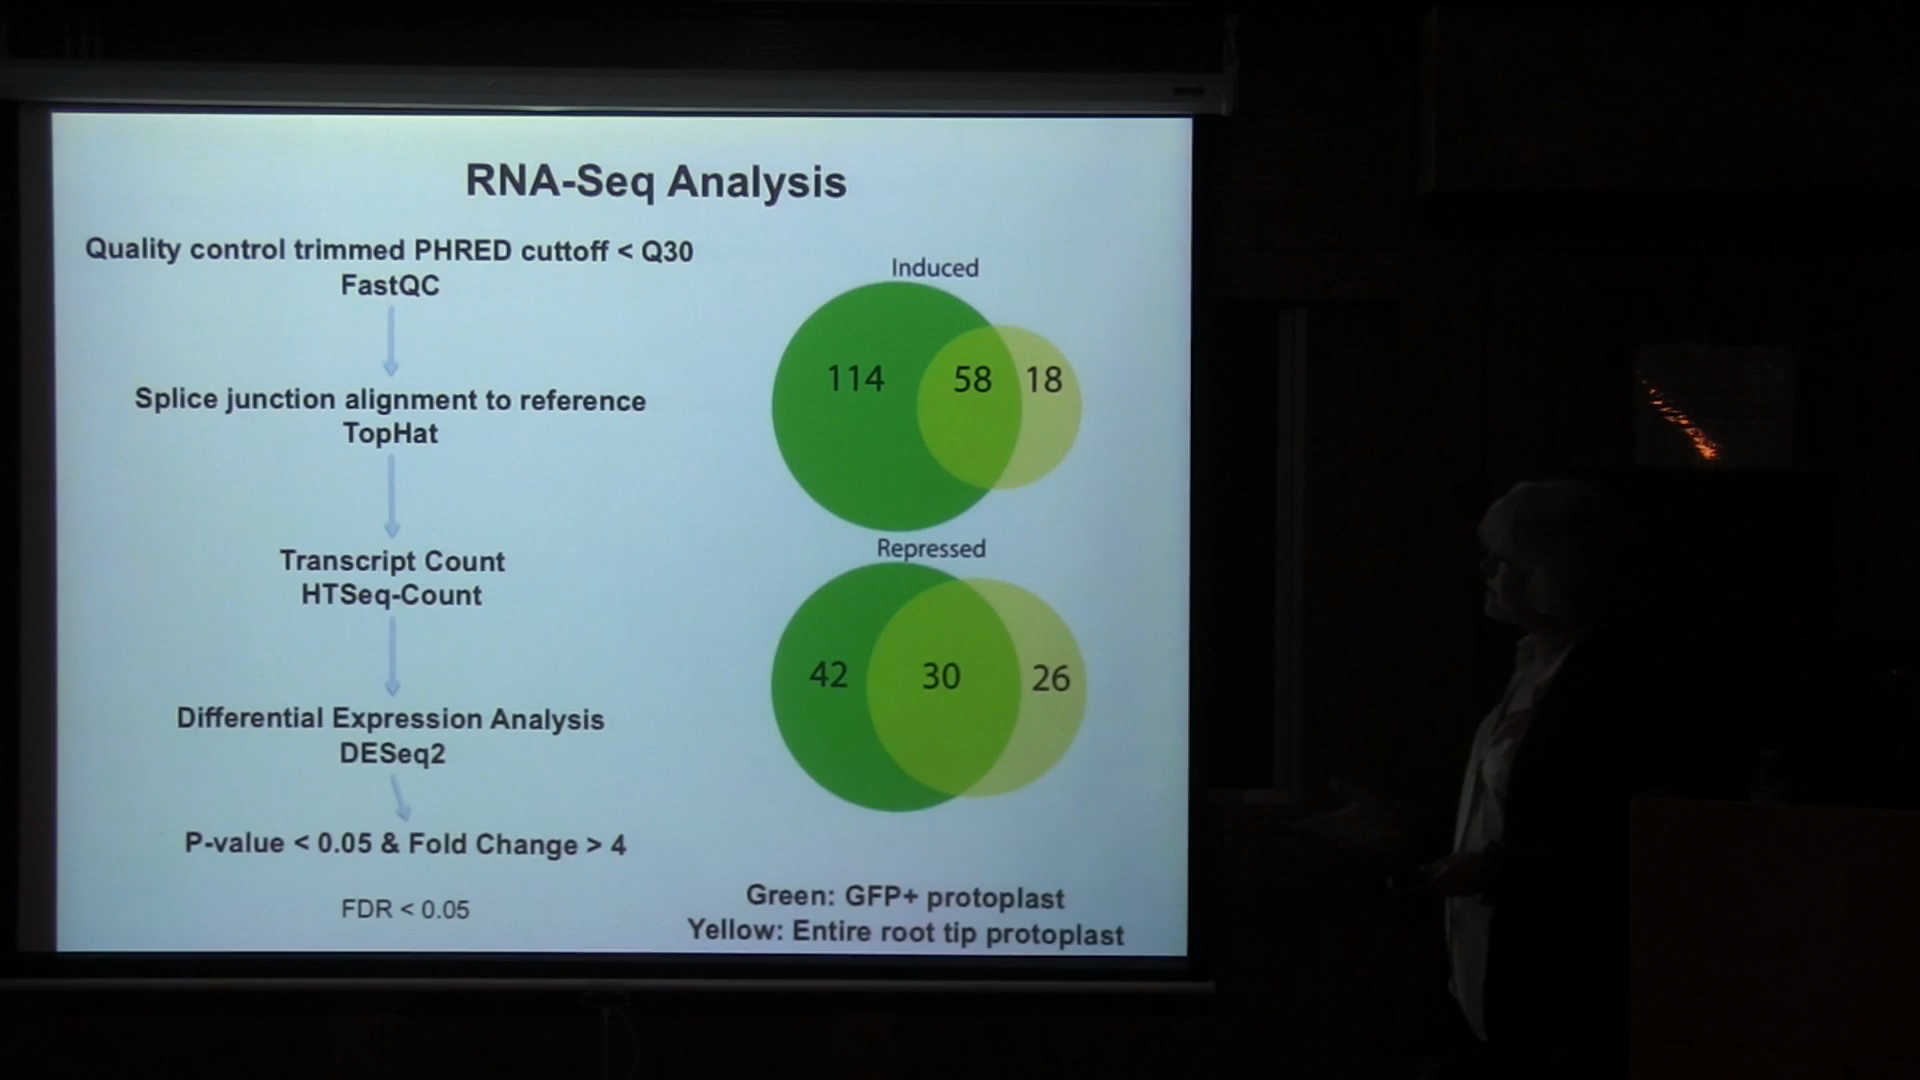 RNA-Seq Analysis
Quality control trimmed PHRED cuttoff < Q30
FastQC
Splice junction alignment to reference
TopHat
Transcript Count
HTSeq-Count
Differential Expression Analysis
DESeq2
P-value < 0.05 & Fold Change > 4
FDR < 0.05
Induced
114 58 18
Repressed
42 30 26
Green: GFP+ protoplast
Yellow: Entire root tip protoplast